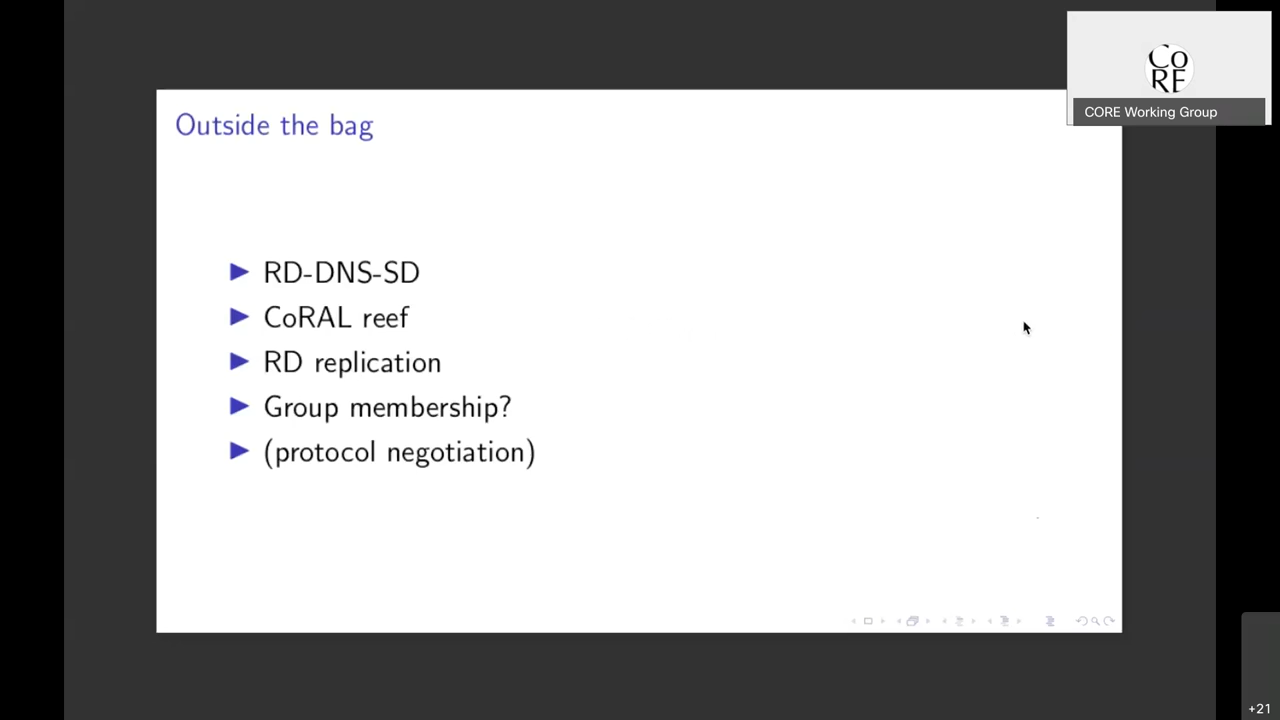 Co
RE
CORE Working Group
Outside the bag
RD-DNS-SD
CoRAL reef
RD replication
Group membership?
(protocol negotiation)
+21